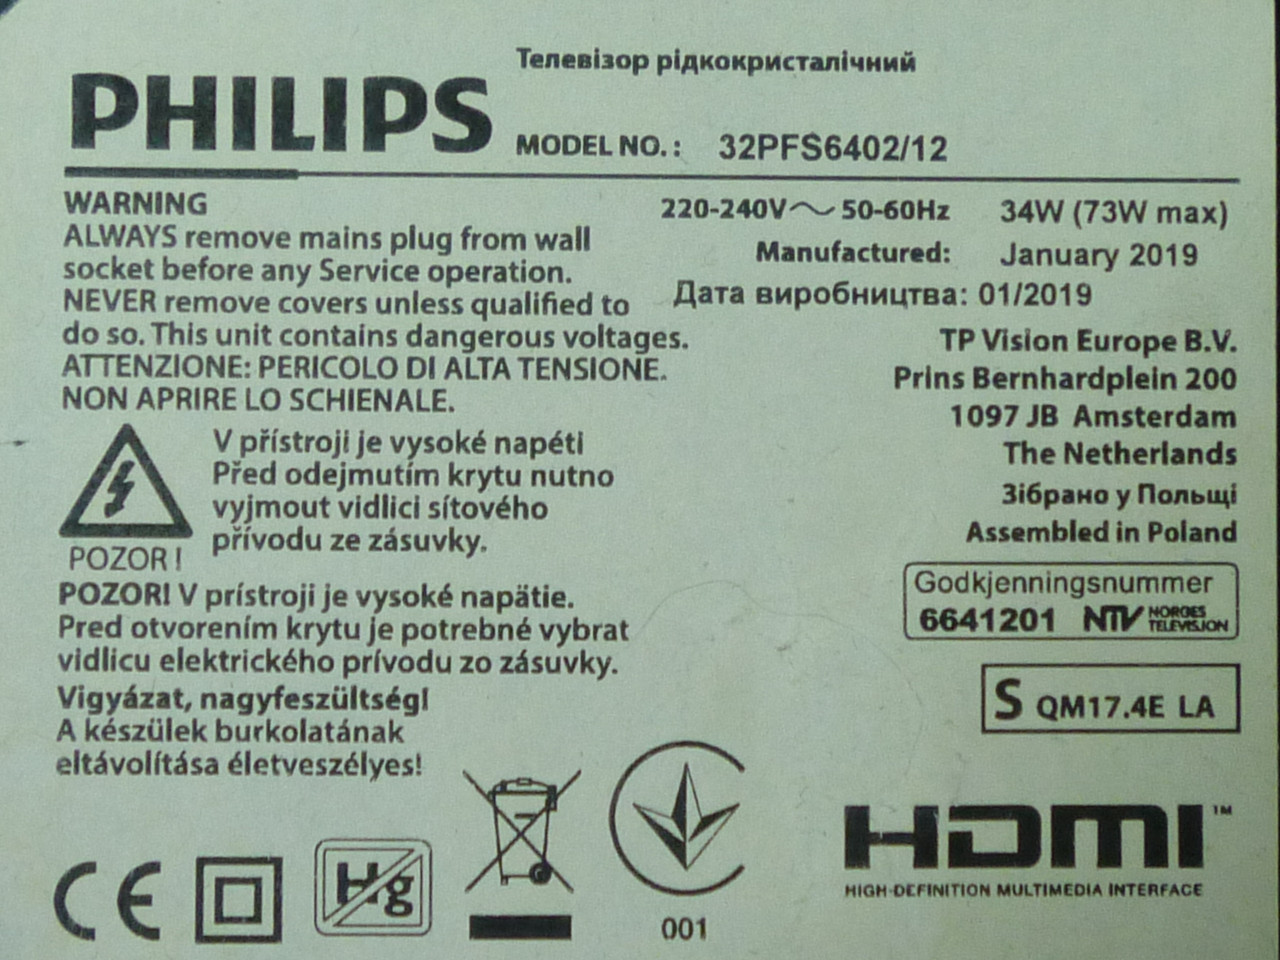 Телевізор рідкокристалічний
PHILIPS
MODEL NO. : 32PFS6402/12
WARNING
ALWAYS remove mains plug from wall
socket before any Service operation.
NEVER remove covers unless qualified to
do so. This unit contains dangerous voltages.
ATTENZIONE: PERICOLO DI ALTA TENSIONE.
NON APRIRE LO SCHIENALE.
220-240V~ 50-60Hz 34W (73W max)
Manufactured: January 2019
Дата виробництва: 01/2019
TP Vision Europe B.V.
Prins Bernhardplein 200
1097 JB Amsterdam
The Netherlands
Зібрано у Польщі
Assembled in Poland
V přístroji je vysoké napéti
Před odejmutím krytu nutno
vyjmout vidlici sítového
přívodu ze zásuvky.
POZOR !
POZOR! V prístroji je vysoké napätie.
Pred otvorením krytu je potrebné vybrat
vidlicu elektrického prívodu zo zásuvky.
Vigyázat, nagyfeszültség!
A készülek burkolatának
eltávolítása életveszélyes!
Godkjenningsnummer
6641201 NTV NORGES
TELEVISJON
S QM17.4E LA
CE
Hg
001
HDMI™
HIGH-DEFINITION MULTIMEDIA INTERFACE